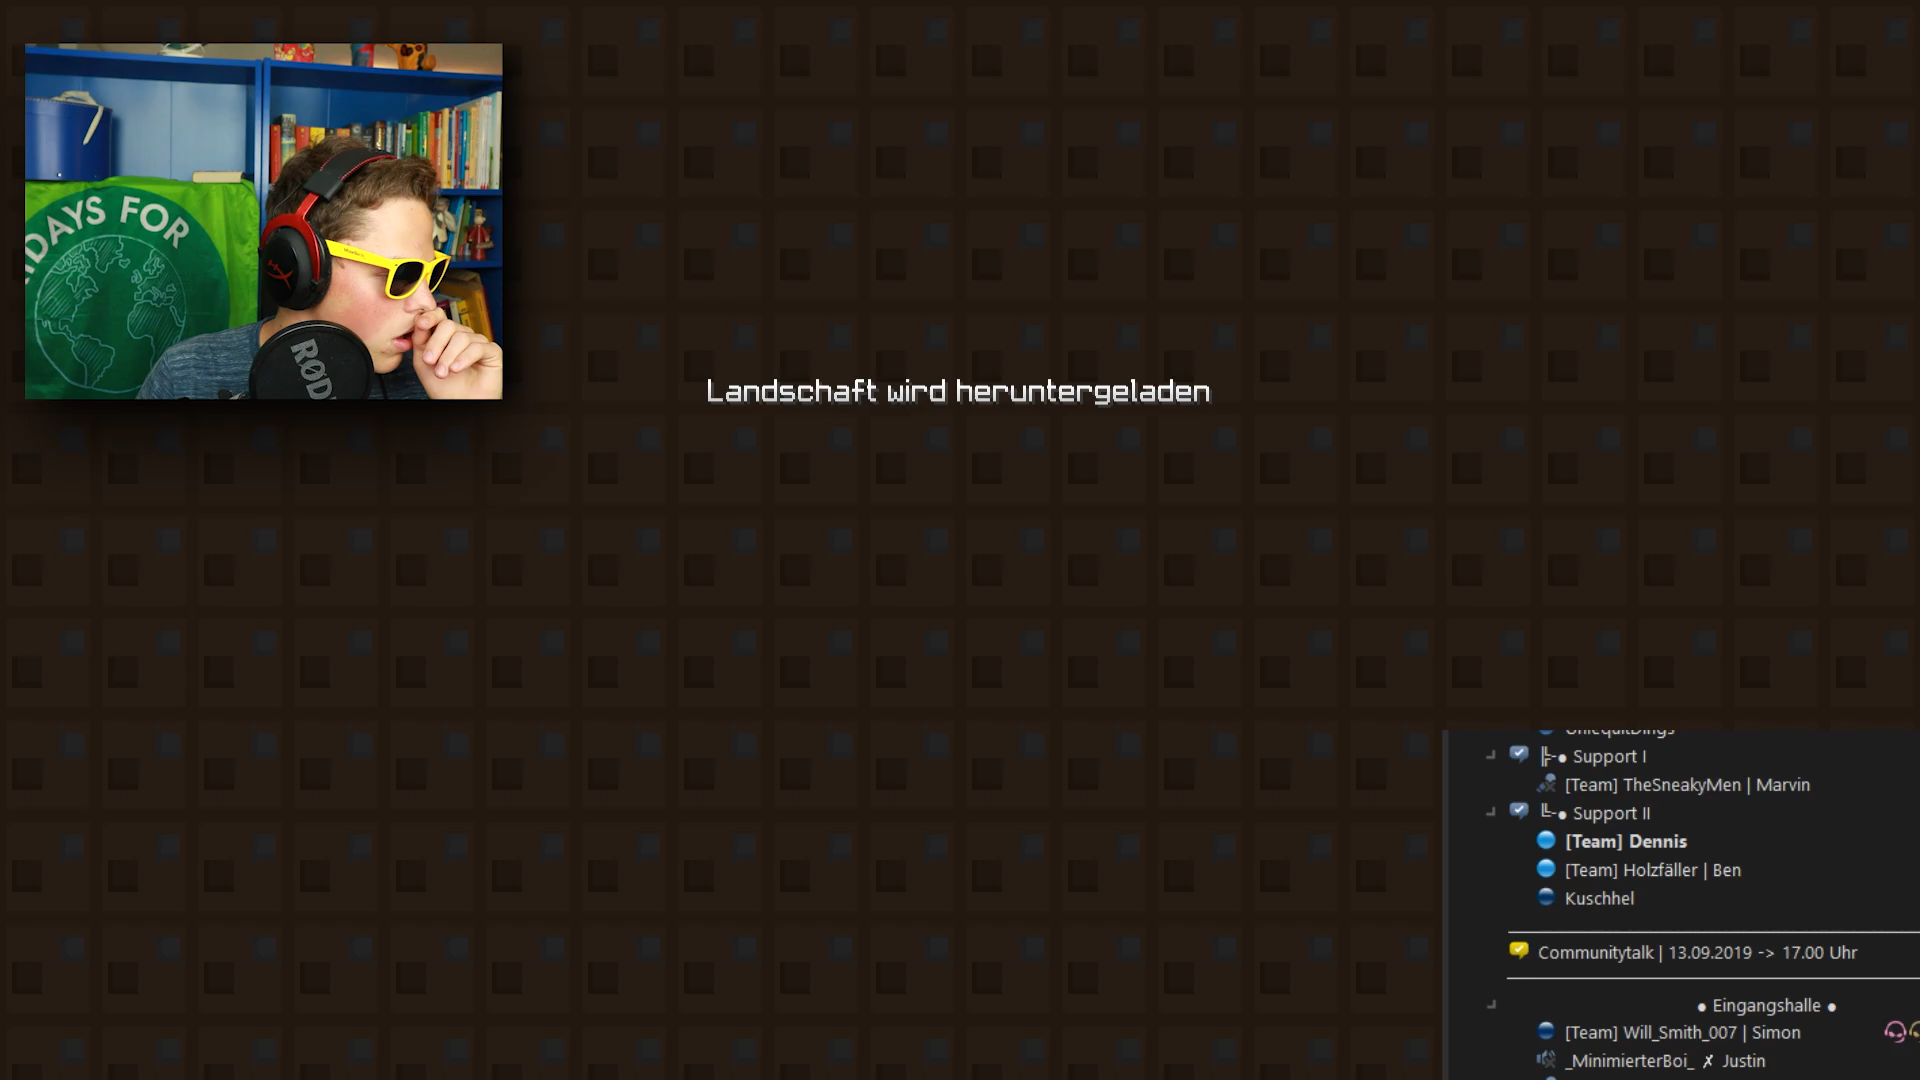 DAYS FOR
RØD
Landschaft wird heruntergeladen
UnlequitDings
Support I
[Team] TheSneakyMen | Marvin
Support II
[Team] Dennis
[Team] Holzfäller | Ben
Kuschhel
Communitytalk | 13.09.2019 -> 17.00 Uhr
● Eingangshalle ●
[Team] Will_Smith_007 | Simon
_MinimierterBoi_ ✗ Justin